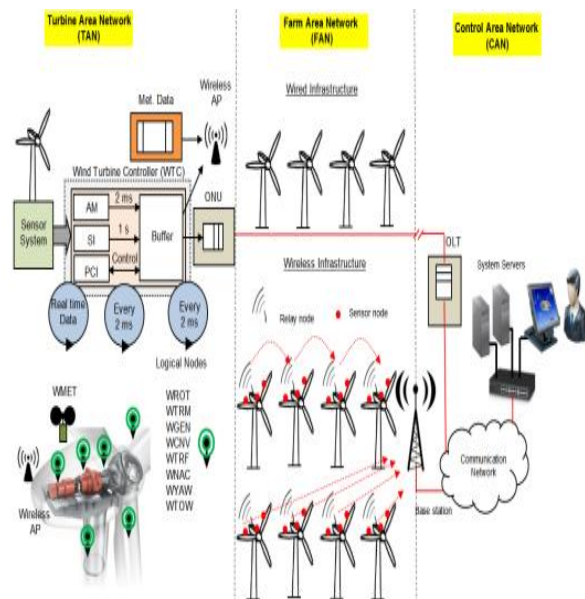 Turbine Area Network
(TAN)
Farm Area Network
(FAN)
Control Area Network
(CAN)
Wireless
AP
Met. Data
Wired Infrastructure
Wind Turbine Controller (WTC)
ONU
AM
2 ms
Sensor
System
SI
1 s
Buffer
PCI
Control
OLT
System Servers
Wireless Infrastructure
Real time
Data
Every
2 ms
Every
2 ms
Logical Nodes
Relay node
Sensor node
WMET
WROT
WTRM
WGEN
WCNV
WTRF
WNAC
WYAW
WTOW
Wireless
AP
Communication
Network
Base station